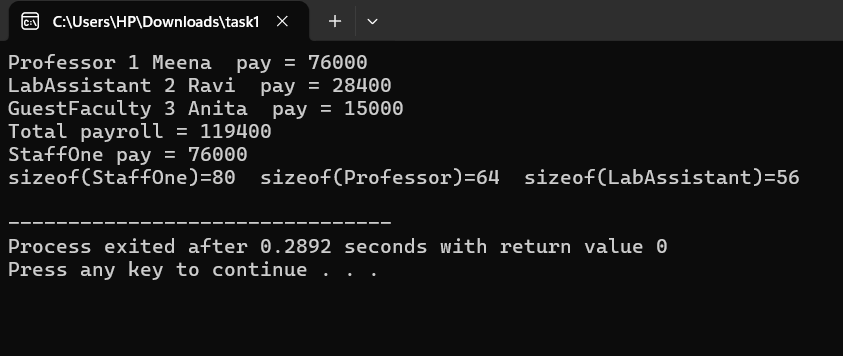 C:\Users\HP\Downloads\task1
Professor 1 Meena  pay = 76000
LabAssistant 2 Ravi  pay = 28400
GuestFaculty 3 Anita  pay = 15000
Total payroll = 119400
StaffOne pay = 76000
sizeof(StaffOne)=80  sizeof(Professor)=64  sizeof(LabAssistant)=56
--------------------------------
Process exited after 0.2892 seconds with return value 0
Press any key to continue . . .